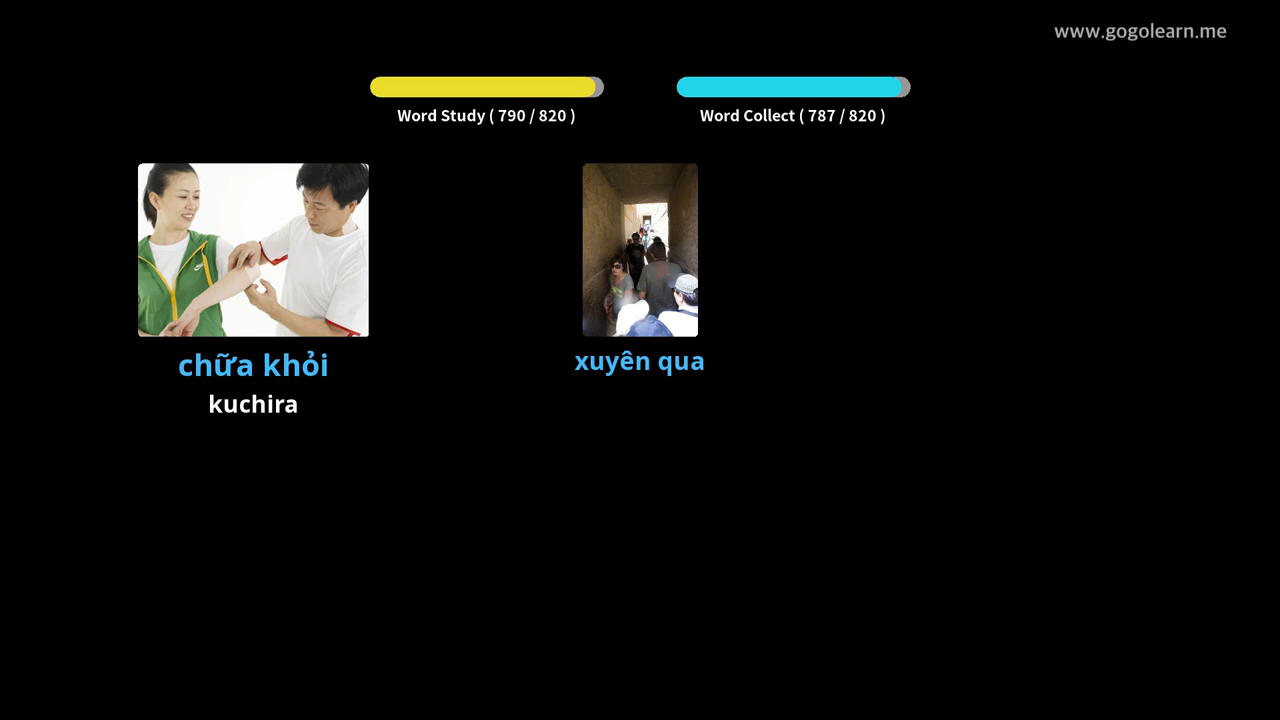 www.gogolearn.me
Word Study ( 790 / 820 )
Word Collect ( 787 / 820 )
chữa khỏi
kuchira
xuyên qua